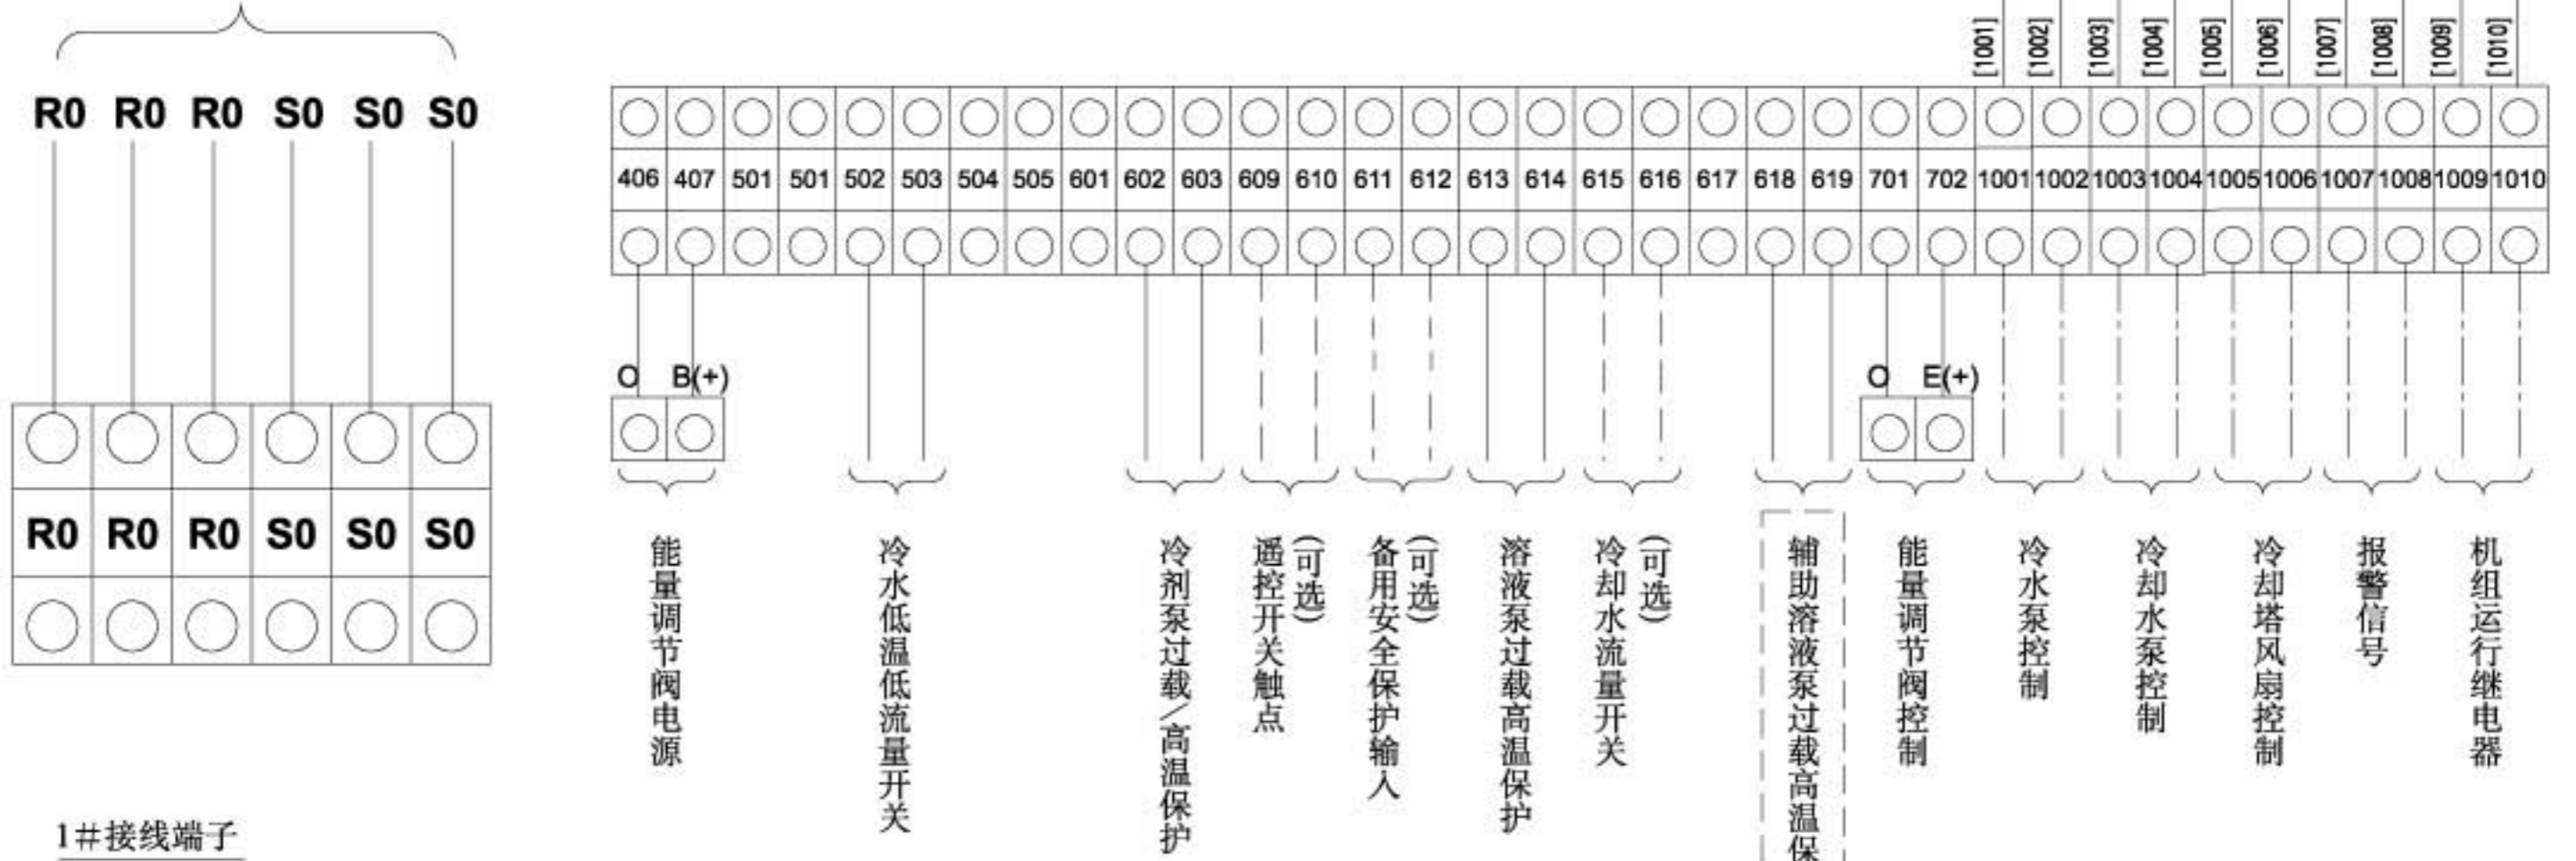 [1001] [1002] [1003] [1004] [1005] [1006] [1007] [1008] [1009] [1010]
R0 R0 R0 S0 S0 S0
406 407 501 501 502 503 504 505 601 602 603 609 610 611 612 613 614 615 616 617 618 619 701 702 1001 1002 1003 1004 1005 1006 1007 1008 1009 1010
O B(+)
O E(+)
R0 R0 R0 S0 S0 S0
能量调节阀电源
冷水低温低流量开关
冷剂泵过载/高温保护
遥控开关触点
(可选)
备用安全保护输入
(可选)
溶液泵过载高温保护
冷却水流量开关
(可选)
辅助溶液泵过载高温保
能量调节阀控制
冷水泵控制
冷却水泵控制
冷却塔风扇控制
报警信号
机组运行继电器
1#接线端子